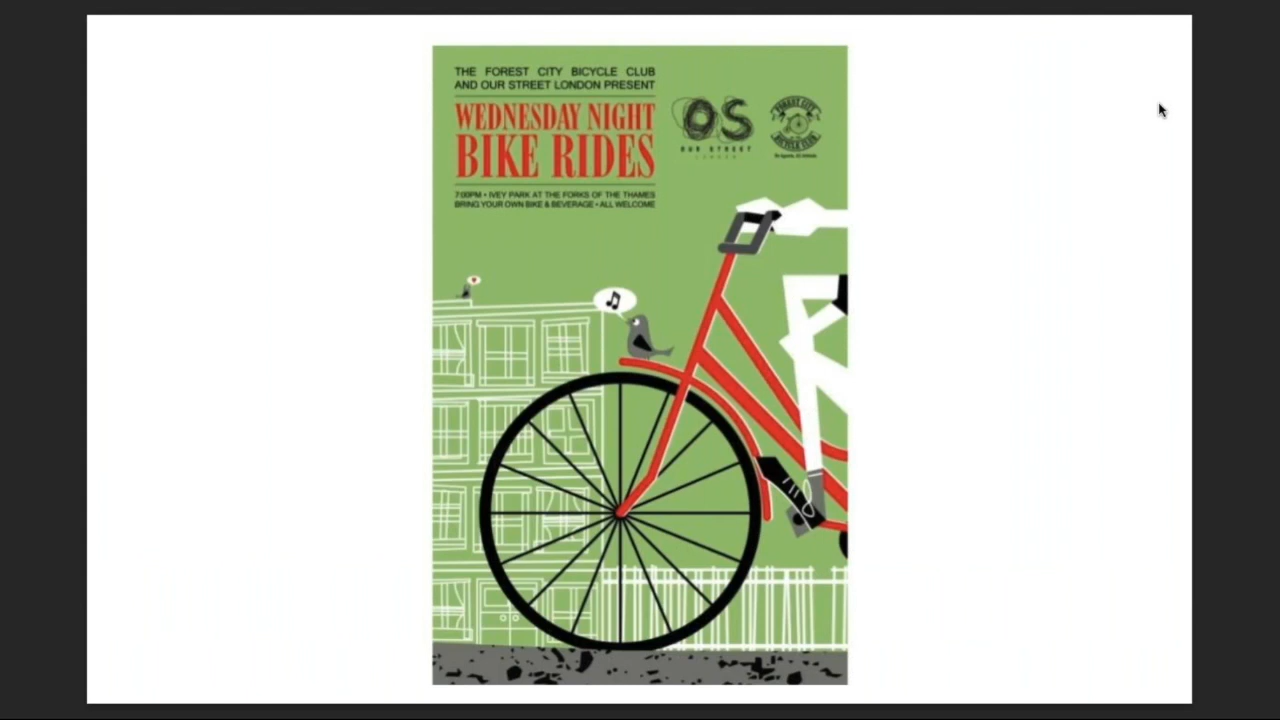 THE FOREST CITY BICYCLE CLUB
AND OUR STREET LONDON PRESENT
WEDNESDAY NIGHT
BIKE RIDES
7:00PM • IVEY PARK AT THE FORKS OF THE THAMES
BRING YOUR OWN BIKE & BEVERAGE • ALL WELCOME
OS
OUR STREET
LONDON
FOREST CITY
BICYCLE CLUB